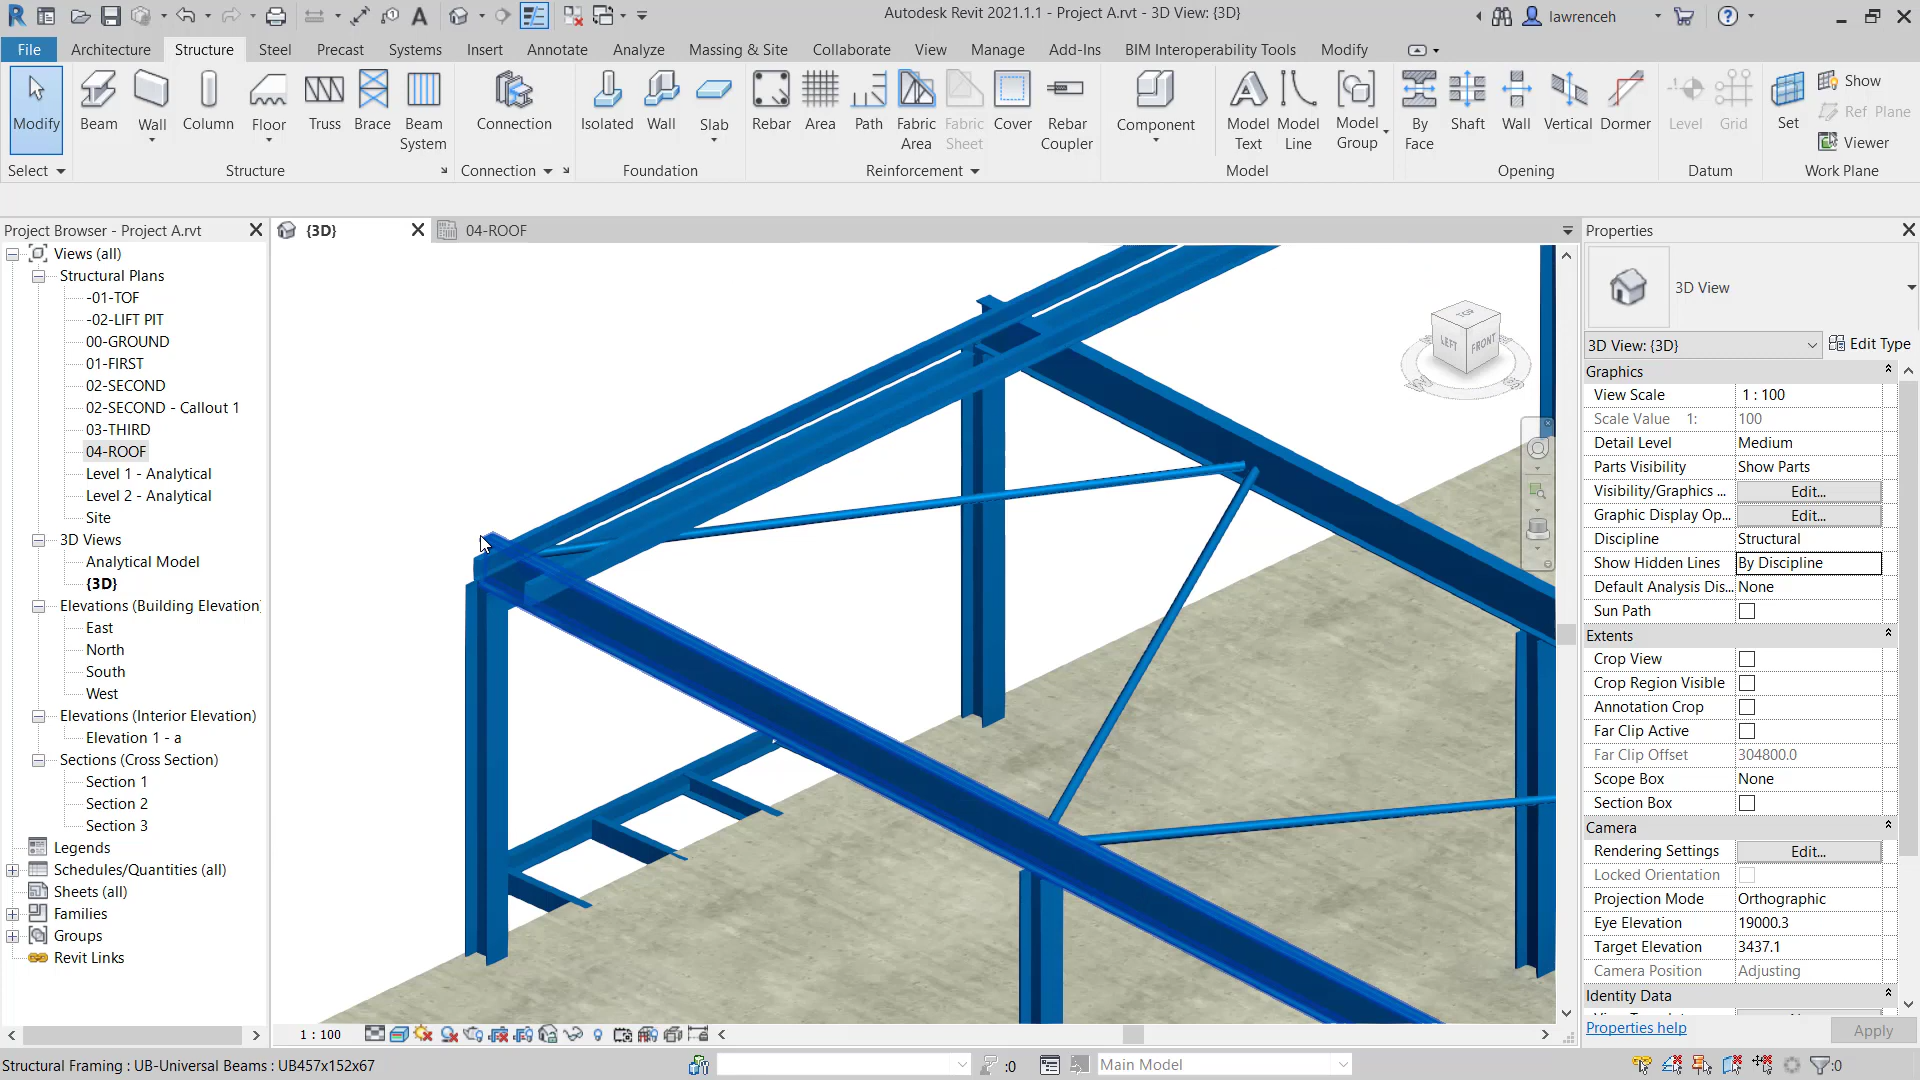 Autodesk Revit 2021.1.1 - Project A.rvt - 3D View: {3D}
lawrenceh
File
Architecture
Structure
Steel
Precast
Systems
Insert
Annotate
Analyze
Massing & Site
Collaborate
View
Manage
Add-Ins
BIM Interoperability Tools
Modify
Modify
Beam
Wall
Column
Floor
Truss
Brace
Beam
System
Connection
Isolated
Wall
Slab
Rebar
Area
Path
Fabric
Area
Fabric
Sheet
Cover
Rebar
Coupler
Component
Model
Text
Model
Line
Model
Group
By
Face
Shaft
Wall
Vertical
Dormer
Level
Grid
Set
Show
Ref Plane
Viewer
Select
Structure
Connection
Foundation
Reinforcement
Model
Opening
Datum
Work Plane
Project Browser - Project A.rvt
Views (all)
Structural Plans
-01-TOF
-02-LIFT PIT
00-GROUND
01-FIRST
02-SECOND
02-SECOND - Callout 1
03-THIRD
04-ROOF
Level 1 - Analytical
Level 2 - Analytical
Site
3D Views
Analytical Model
{3D}
Elevations (Building Elevation)
East
North
South
West
Elevations (Interior Elevation)
Elevation 1 - a
Sections (Cross Section)
Section 1
Section 2
Section 3
Legends
Schedules/Quantities (all)
Sheets (all)
Families
Groups
Revit Links
{3D}
04-ROOF
TOP
LEFT
FRONT
1 : 100
Properties
3D View
3D View: {3D}
Edit Type
Graphics
View Scale 1 : 100
Scale Value 1: 100
Detail Level Medium
Parts Visibility Show Parts
Visibility/Graphics ... Edit...
Graphic Display Op... Edit...
Discipline Structural
Show Hidden Lines By Discipline
Default Analysis Dis... None
Sun Path
Extents
Crop View
Crop Region Visible
Annotation Crop
Far Clip Active
Far Clip Offset 304800.0
Scope Box None
Section Box
Camera
Rendering Settings Edit...
Locked Orientation
Projection Mode Orthographic
Eye Elevation 19000.3
Target Elevation 3437.1
Camera Position Adjusting
Identity Data
Properties help
Apply
Structural Framing : UB-Universal Beams : UB457x152x67
:0
Main Model
:0